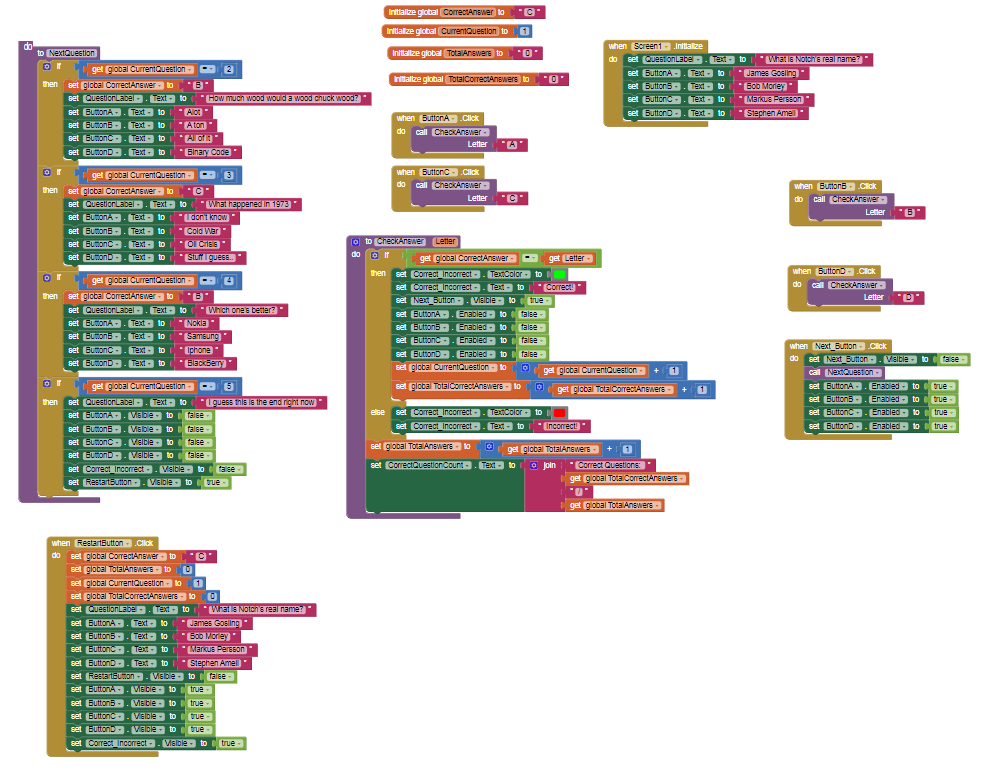 initialize global CorrectAnswer to " C "
initialize global CurrentQuestion to 1
initialize global TotalAnswers to " 0 "
initialize global TotalCorrectAnswers to " 0 "
do
to NextQuestion
if get global CurrentQuestion = 2
then set global CorrectAnswer to " B "
set QuestionLabel . Text to " How much wood would a wood chuck wood? "
set ButtonA . Text to " Alot "
set ButtonB . Text to " A ton "
set ButtonC . Text to " All of it "
set ButtonD . Text to " Binary Code "
if get global CurrentQuestion = 3
then set global CorrectAnswer to " C "
set QuestionLabel . Text to " What happened in 1973 "
set ButtonA . Text to " I don't know "
set ButtonB . Text to " Cold War "
set ButtonC . Text to " Oil Crisis "
set ButtonD . Text to " Stuff I guess.. "
if get global CurrentQuestion = 4
then set global CorrectAnswer to " B "
set QuestionLabel . Text to " Which one's better? "
set ButtonA . Text to " Nokia "
set ButtonB . Text to " Samsung "
set ButtonC . Text to " Iphone "
set ButtonD . Text to " BlackBerry "
if get global CurrentQuestion = 5
then set QuestionLabel . Text to " I guess this is the end right now "
set ButtonA . Visible to false
set ButtonB . Visible to false
set ButtonC . Visible to false
set ButtonD . Visible to false
set Correct_Incorrect . Visible to false
set RestartButton . Visible to true
when ButtonA .Click
do call CheckAnswer
Letter " A "
when ButtonC .Click
do call CheckAnswer
Letter " C "
to CheckAnswer Letter
do if get global CorrectAnswer = get Letter
then set Correct_Incorrect . TextColor to
set Correct_Incorrect . Text to " Correct! "
set Next_Button . Visible to true
set ButtonA . Enabled to false
set ButtonB . Enabled to false
set ButtonC . Enabled to false
set ButtonD . Enabled to false
set global CurrentQuestion to get global CurrentQuestion + 1
set global TotalCorrectAnswers to get global TotalCorrectAnswers + 1
else set Correct_Incorrect . TextColor to
set Correct_Incorrect . Text to " Incorrect! "
set global TotalAnswers to get global TotalAnswers + 1
set CorrectQuestionCount . Text to join " Correct Questions: "
get global TotalCorrectAnswers
" / "
get global TotalAnswers
when Screen1 .Initialize
do set QuestionLabel . Text to " What is Notch's real name? "
set ButtonA . Text to " James Gosling "
set ButtonB . Text to " Bob Morley "
set ButtonC . Text to " Markus Persson "
set ButtonD . Text to " Stephen Ameil "
when ButtonB .Click
do call CheckAnswer
Letter " B "
when ButtonD .Click
do call CheckAnswer
Letter " D "
when Next_Button .Click
do set Next_Button . Visible to false
call NextQuestion
set ButtonA . Enabled to true
set ButtonB . Enabled to true
set ButtonC . Enabled to true
set ButtonD . Enabled to true
when RestartButton .Click
do set global CorrectAnswer to " C "
set global TotalAnswers to 0
set global CurrentQuestion to 1
set global TotalCorrectAnswers to 0
set QuestionLabel . Text to " What is Notch's real name? "
set ButtonA . Text to " James Gosling "
set ButtonB . Text to " Bob Morley "
set ButtonC . Text to " Markus Persson "
set ButtonD . Text to " Stephen Ameil "
set RestartButton . Visible to false
set ButtonA . Visible to true
set ButtonB . Visible to true
set ButtonC . Visible to true
set ButtonD . Visible to true
set Correct_Incorrect . Visible to true